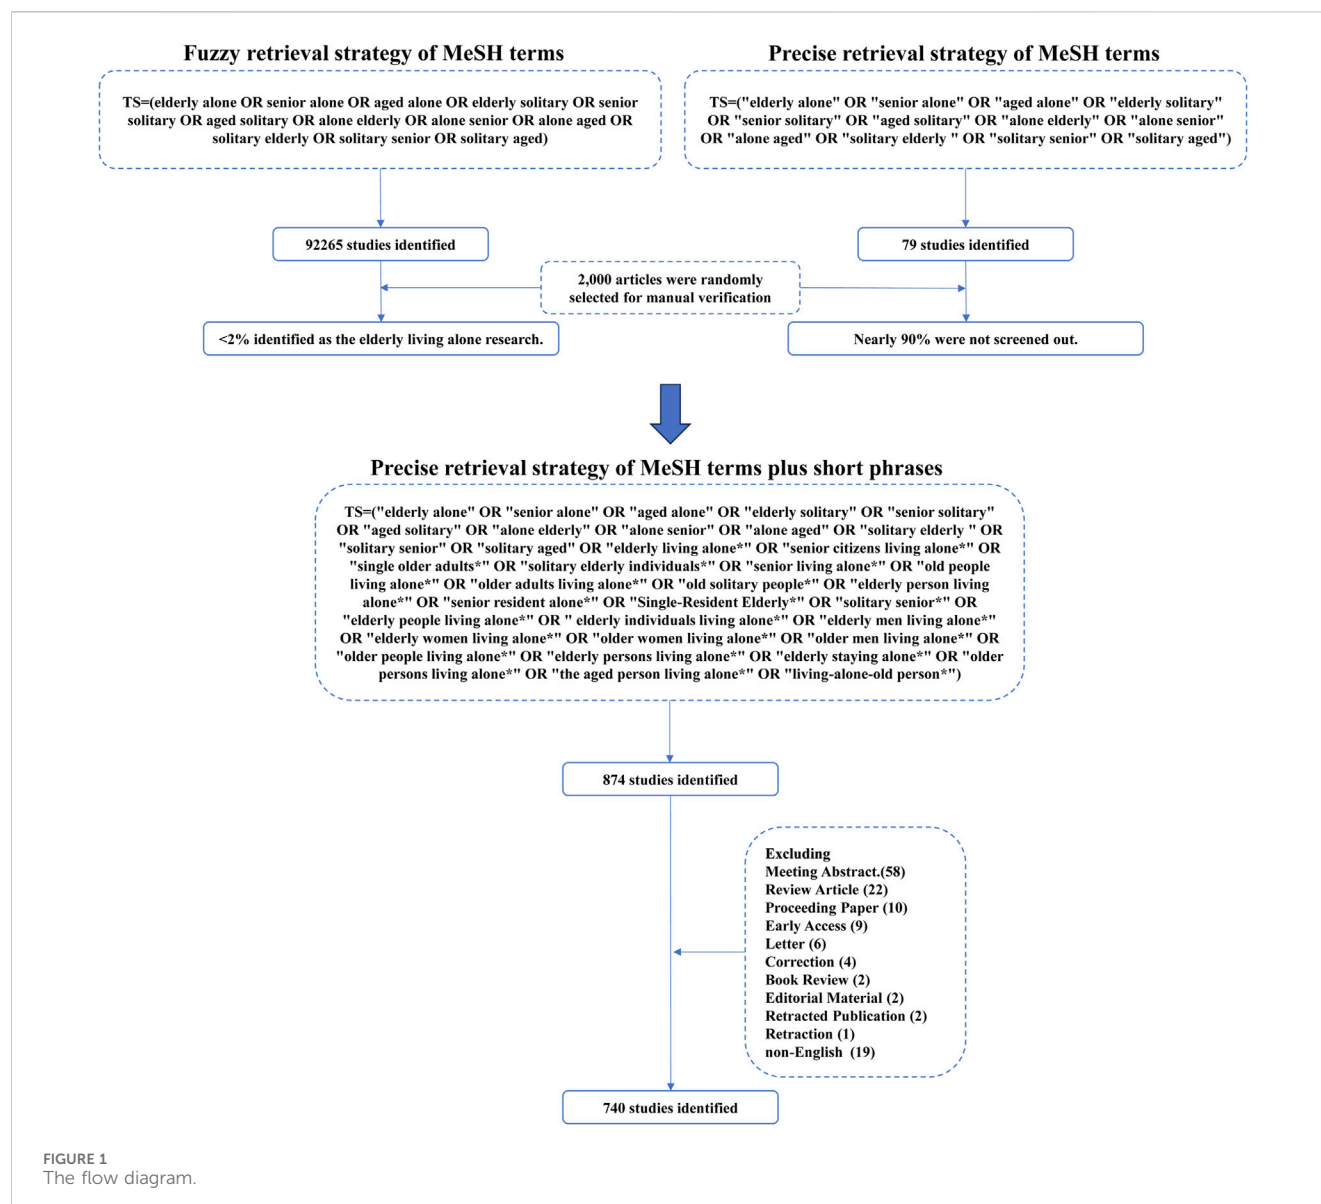 Fuzzy retrieval strategy of MeSH terms
TS=(elderly alone OR senior alone OR aged alone OR elderly solitary OR senior
solitary OR aged solitary OR alone elderly OR alone senior OR alone aged OR
solitary elderly OR solitary senior OR solitary aged)
Precise retrieval strategy of MeSH terms
TS=("elderly alone" OR "senior alone" OR "aged alone" OR "elderly solitary"
OR "senior solitary" OR "aged solitary" OR "alone elderly" OR "alone senior"
OR "alone aged" OR "solitary elderly " OR "solitary senior" OR "solitary aged")
92265 studies identified
79 studies identified
2,000 articles were randomly
selected for manual verification
<2% identified as the elderly living alone research.
Nearly 90% were not screened out.
Precise retrieval strategy of MeSH terms plus short phrases
TS=("elderly alone" OR "senior alone" OR "aged alone" OR "elderly solitary" OR "senior solitary"
OR "aged solitary" OR "alone elderly" OR "alone senior" OR "alone aged" OR "solitary elderly " OR
"solitary senior" OR "solitary aged" OR "elderly living alone*" OR "senior citizens living alone*" OR
"single older adults*" OR "solitary elderly individuals*" OR "senior living alone*" OR "old people
living alone*" OR "older adults living alone*" OR "old solitary people*" OR "elderly person living
alone*" OR "senior resident alone*" OR "Single-Resident Elderly*" OR "solitary senior*" OR
"elderly people living alone*" OR " elderly individuals living alone*" OR "elderly men living alone*"
OR "elderly women living alone*" OR "older women living alone*" OR "older men living alone*" OR
"older people living alone*" OR "elderly persons living alone*" OR "elderly staying alone*" OR "older
persons living alone*" OR "the aged person living alone*" OR "living-alone-old person*")
874 studies identified
Excluding
Meeting Abstract.(58)
Review Article (22)
Proceeding Paper (10)
Early Access (9)
Letter (6)
Correction (4)
Book Review (2)
Editorial Material (2)
Retracted Publication (2)
Retraction (1)
non-English (19)
740 studies identified
FIGURE 1
The flow diagram.